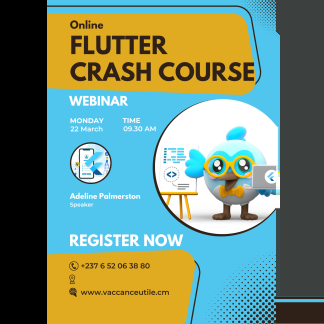 Online
FLUTTER
CRASH COURSE
WEBINAR
MONDAY TIME
22 March 09.30 AM
Adeline Palmerston
Speaker
REGISTER NOW
+237 6 52 06 38 80
www.vaccanceutile.cm